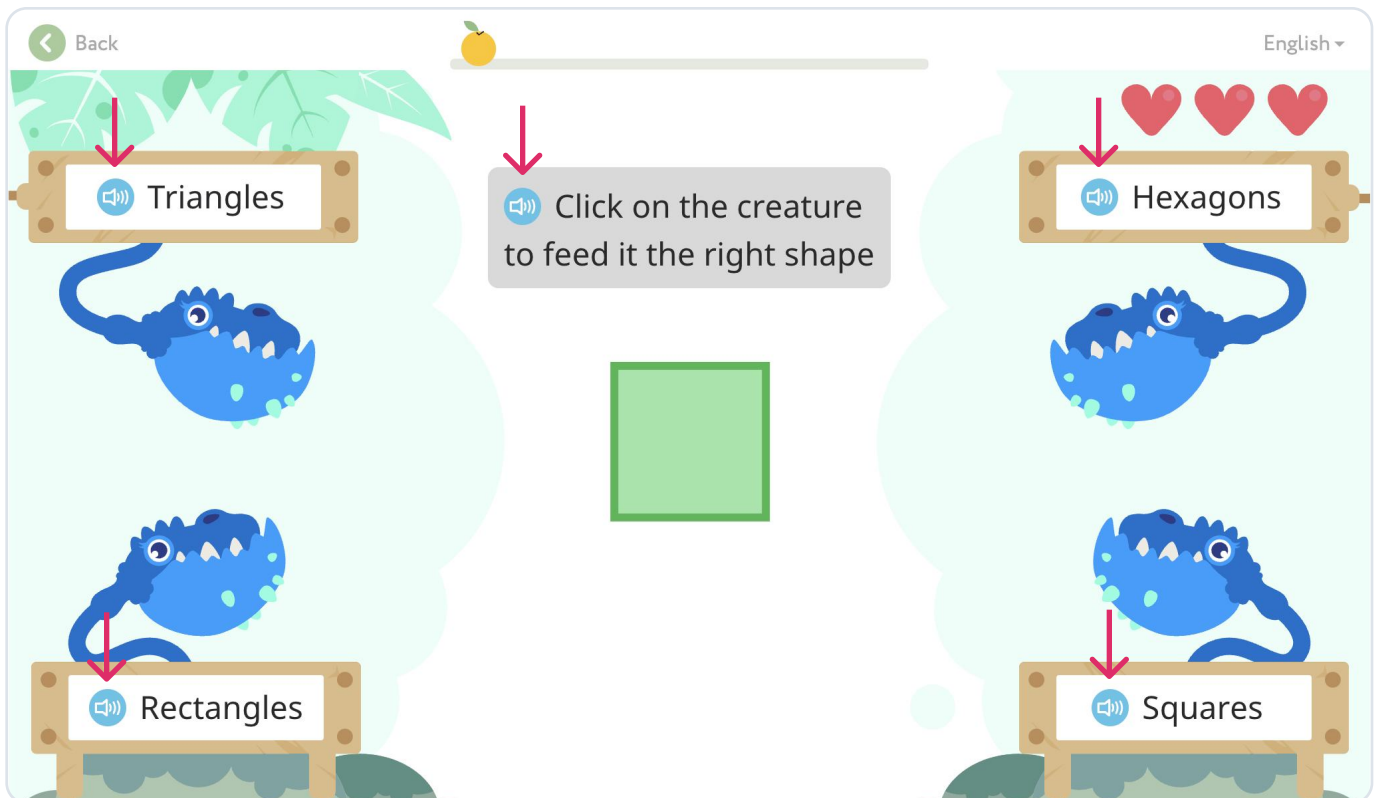 Back
English
Triangles
Click on the creature
to feed it the right shape
Hexagons
Rectangles
Squares